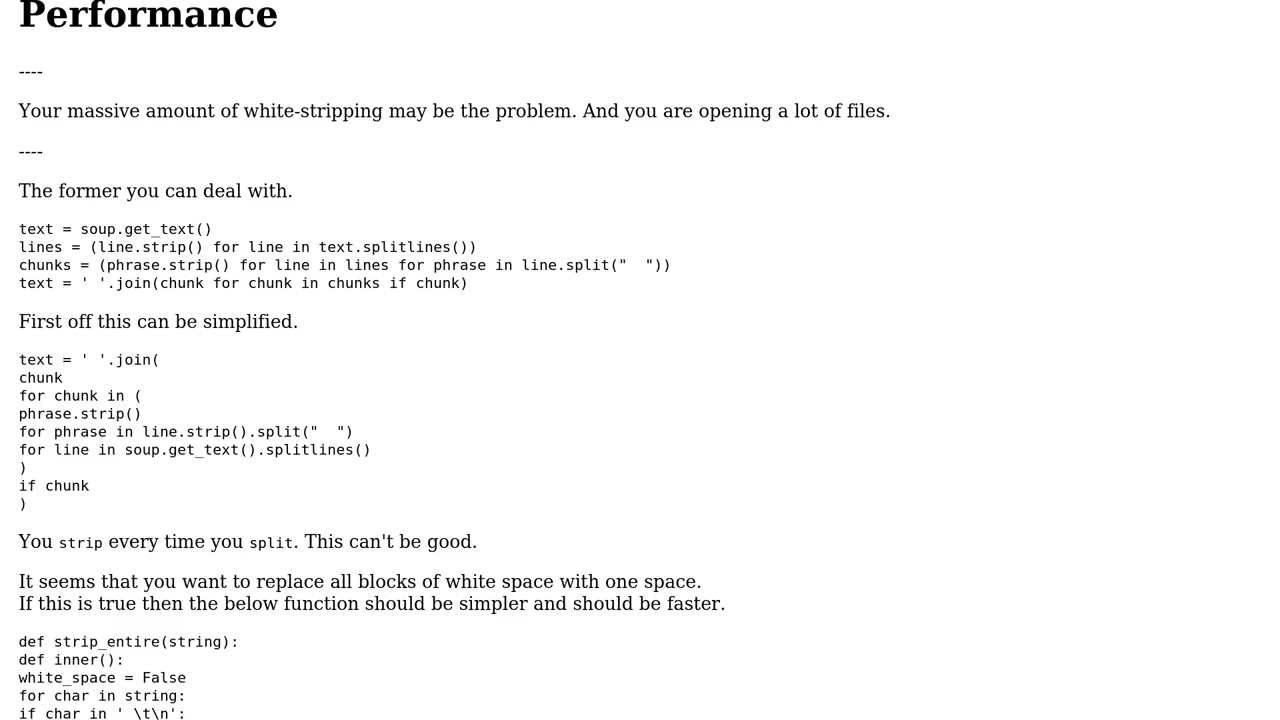 Performance
----
Your massive amount of white-stripping may be the problem. And you are opening a lot of files.
----
The former you can deal with.
text = soup.get_text()
lines = (line.strip() for line in text.splitlines())
chunks = (phrase.strip() for line in lines for phrase in line.split("  "))
text = ' '.join(chunk for chunk in chunks if chunk)
First off this can be simplified.
text = ' '.join(
chunk
for chunk in (
phrase.strip()
for phrase in line.strip().split("  ")
for line in soup.get_text().splitlines()
)
if chunk
)
You strip every time you split. This can't be good.
It seems that you want to replace all blocks of white space with one space.
If this is true then the below function should be simpler and should be faster.
def strip_entire(string):
def inner():
white_space = False
for char in string:
if char in ' \t\n':